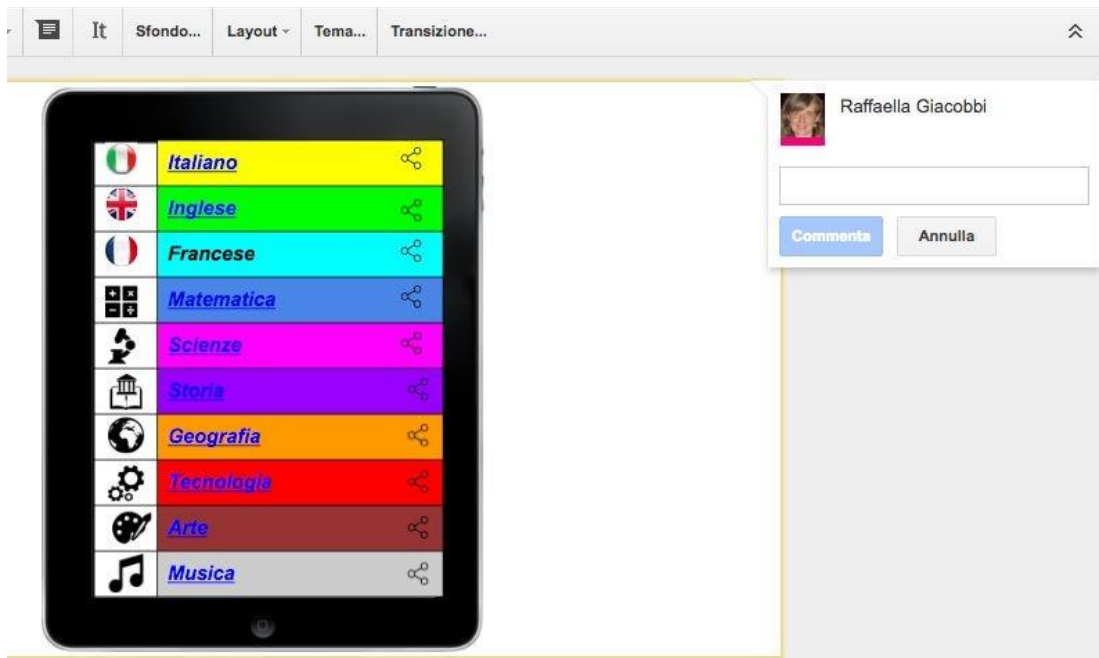 It Sfondo... Layout Tema... Transizione...
Raffaella Giacobbi
Italiano
Inglese
Commenta Annulla
Francese
Matematica
Scienze
Storia
Geografia
Tecnologia
Arte
Musica